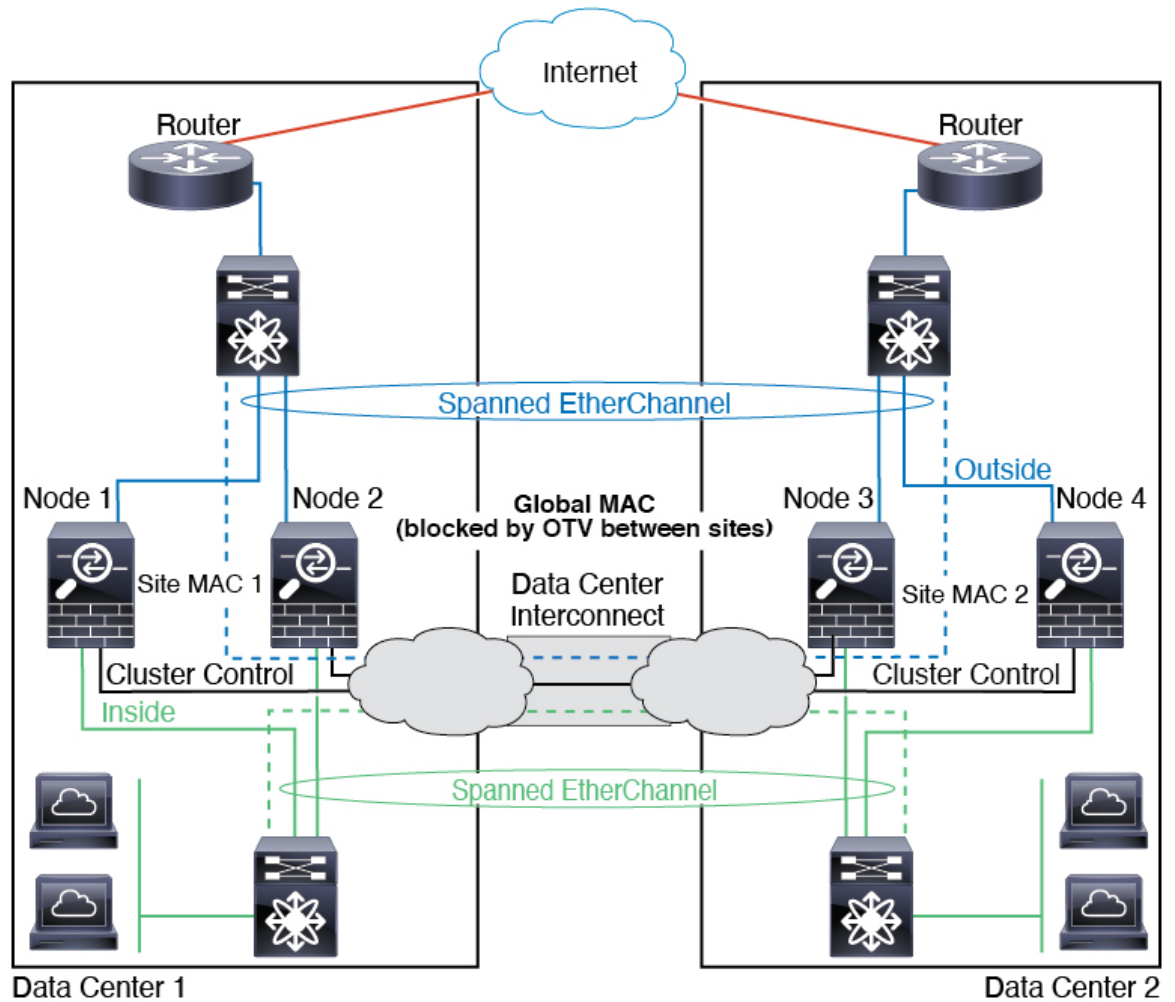 Internet
Router
Router
Spanned EtherChannel
Outside
Node 1
Node 2
Global MAC
(blocked by OTV between sites)
Node 3
Node 4
Site MAC 1
Data Center
Interconnect
Site MAC 2
Cluster Control
Cluster Control
Inside
Spanned EtherChannel
Data Center 1
Data Center 2